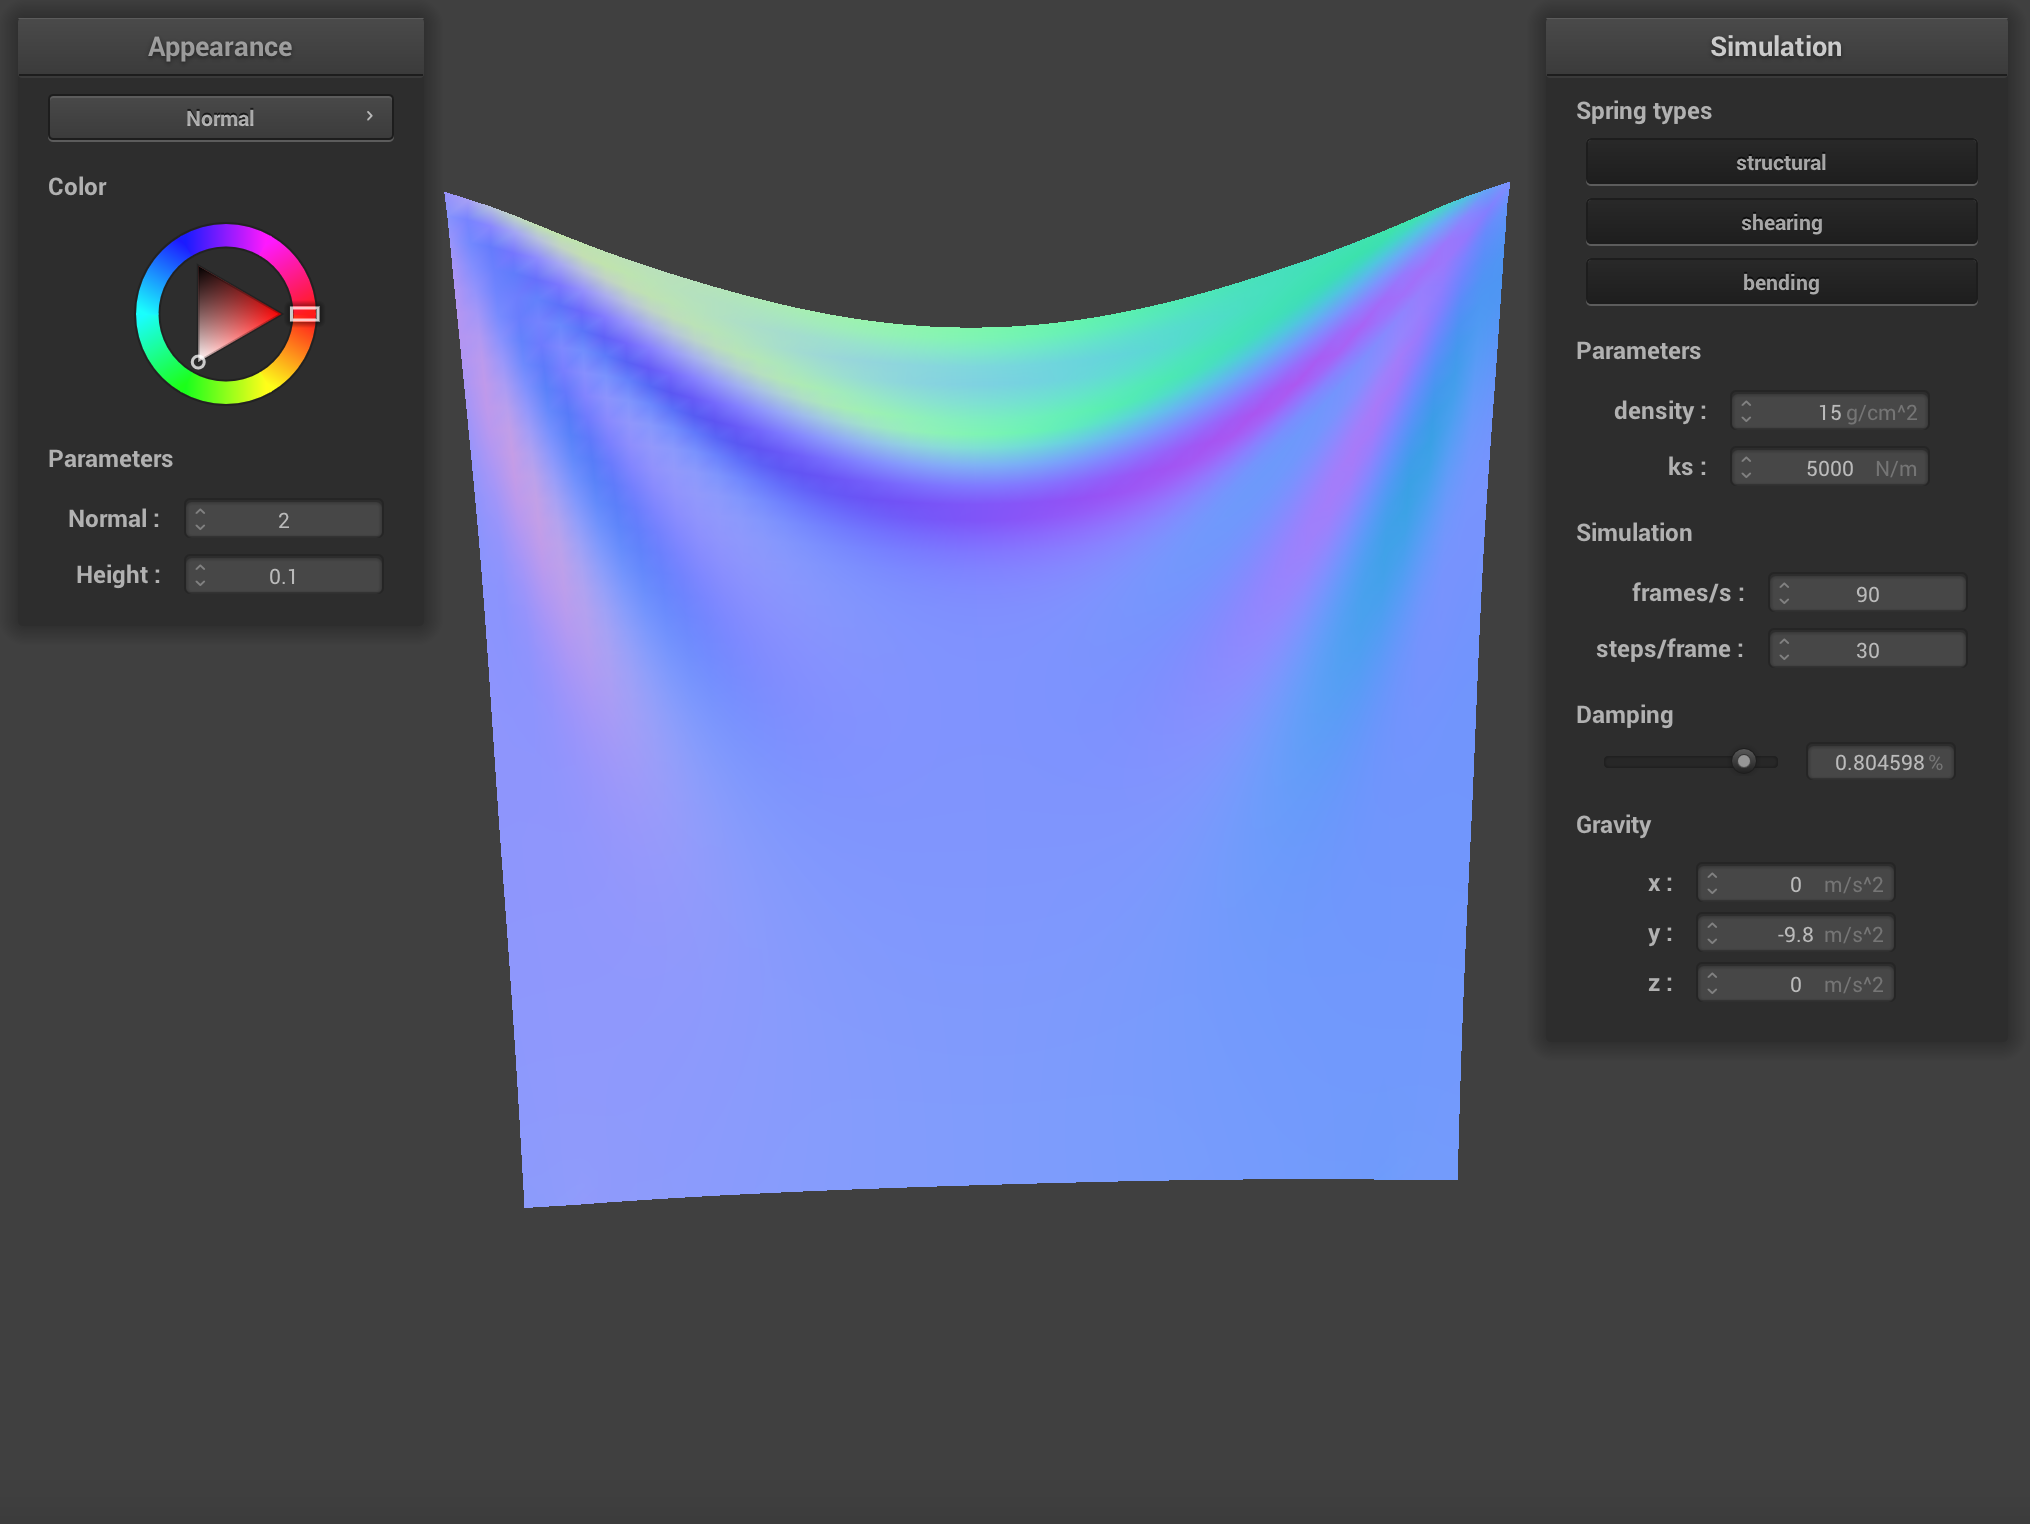 Appearance
Normal
Color
Parameters
Normal : 2
Height : 0.1
Simulation
Spring types
structural
shearing
bending
Parameters
density : 15 g/cm^2
ks : 5000 N/m
Simulation
frames/s : 90
steps/frame : 30
Damping
0.804598 %
Gravity
x : 0 m/s^2
y : -9.8 m/s^2
z : 0 m/s^2